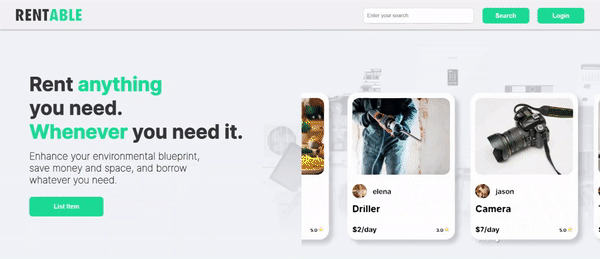 RENTABLE
Enter your search
Search
Login
Rent anything
you need.
Whenever you need it.
Enhance your environmental blueprint,
save money and space, and borrow
whatever you need.
List Item
5.0
elena
Driller
$2/day
3.0
jason
Camera
$7/day
5.0